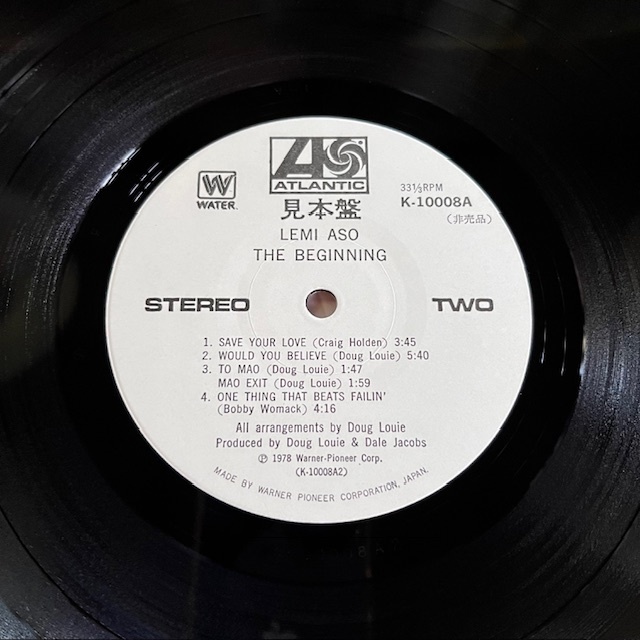 ATLANTIC
W
WATER.
33⅓RPM
K-10008A
(非売品)
見本盤
LEMI ASO
THE BEGINNING
STEREO
TWO
1. SAVE YOUR LOVE (Craig Holden) 3:45
2. WOULD YOU BELIEVE (Doug Louie) 5:40
3. TO MAO (Doug Louie) 1:47
MAO EXIT (Doug Louie) 1:59
4. ONE THING THAT BEATS FAILIN'
(Bobby Womack) 4:16
All arrangements by Doug Louie
Produced by Doug Louie & Dale Jacobs
Ⓟ 1978 Warner-Pioneer Corp.
(K-10008A2)
MADE BY WARNER PIONEER CORPORATION, JAPAN.